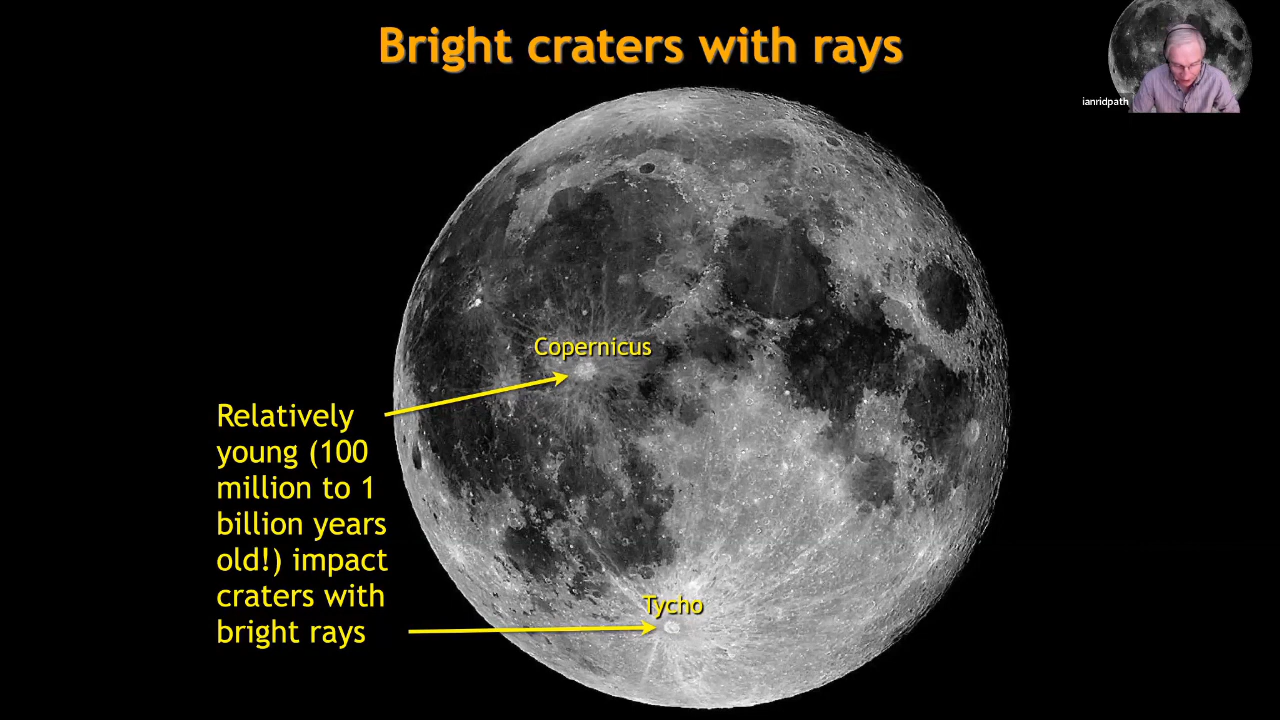 Bright craters with rays
ianridpath
Copernicus
Relatively
young (100
million to 1
billion years
old!) impact
craters with
bright rays
Tycho